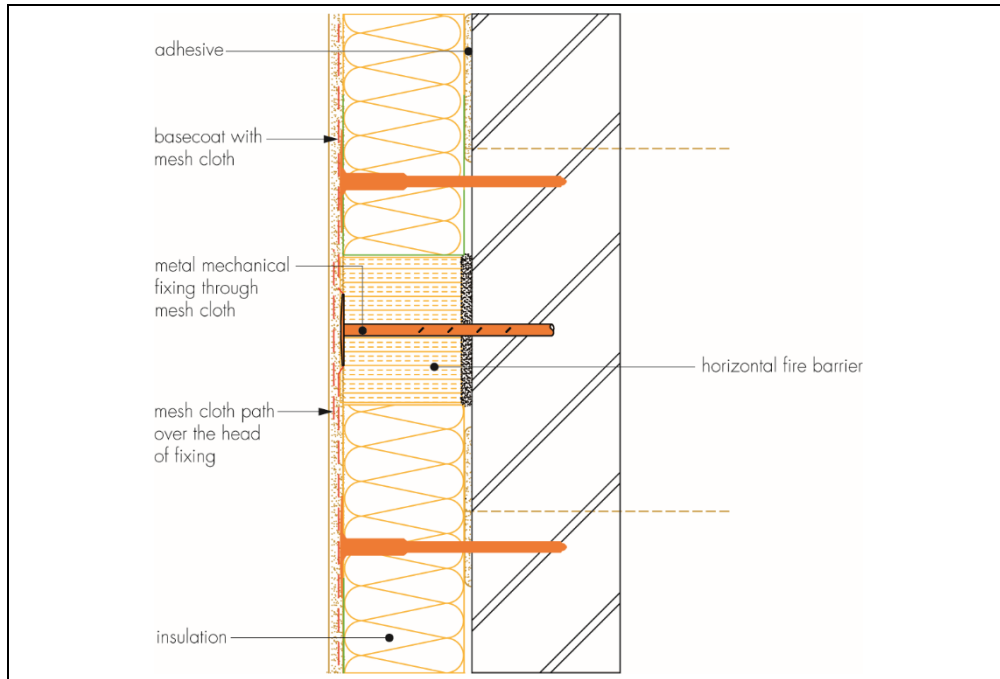 adhesive
basecoat with
mesh cloth
metal mechanical
fixing through
mesh cloth
horizontal fire barrier
mesh cloth path
over the head
of fixing
insulation